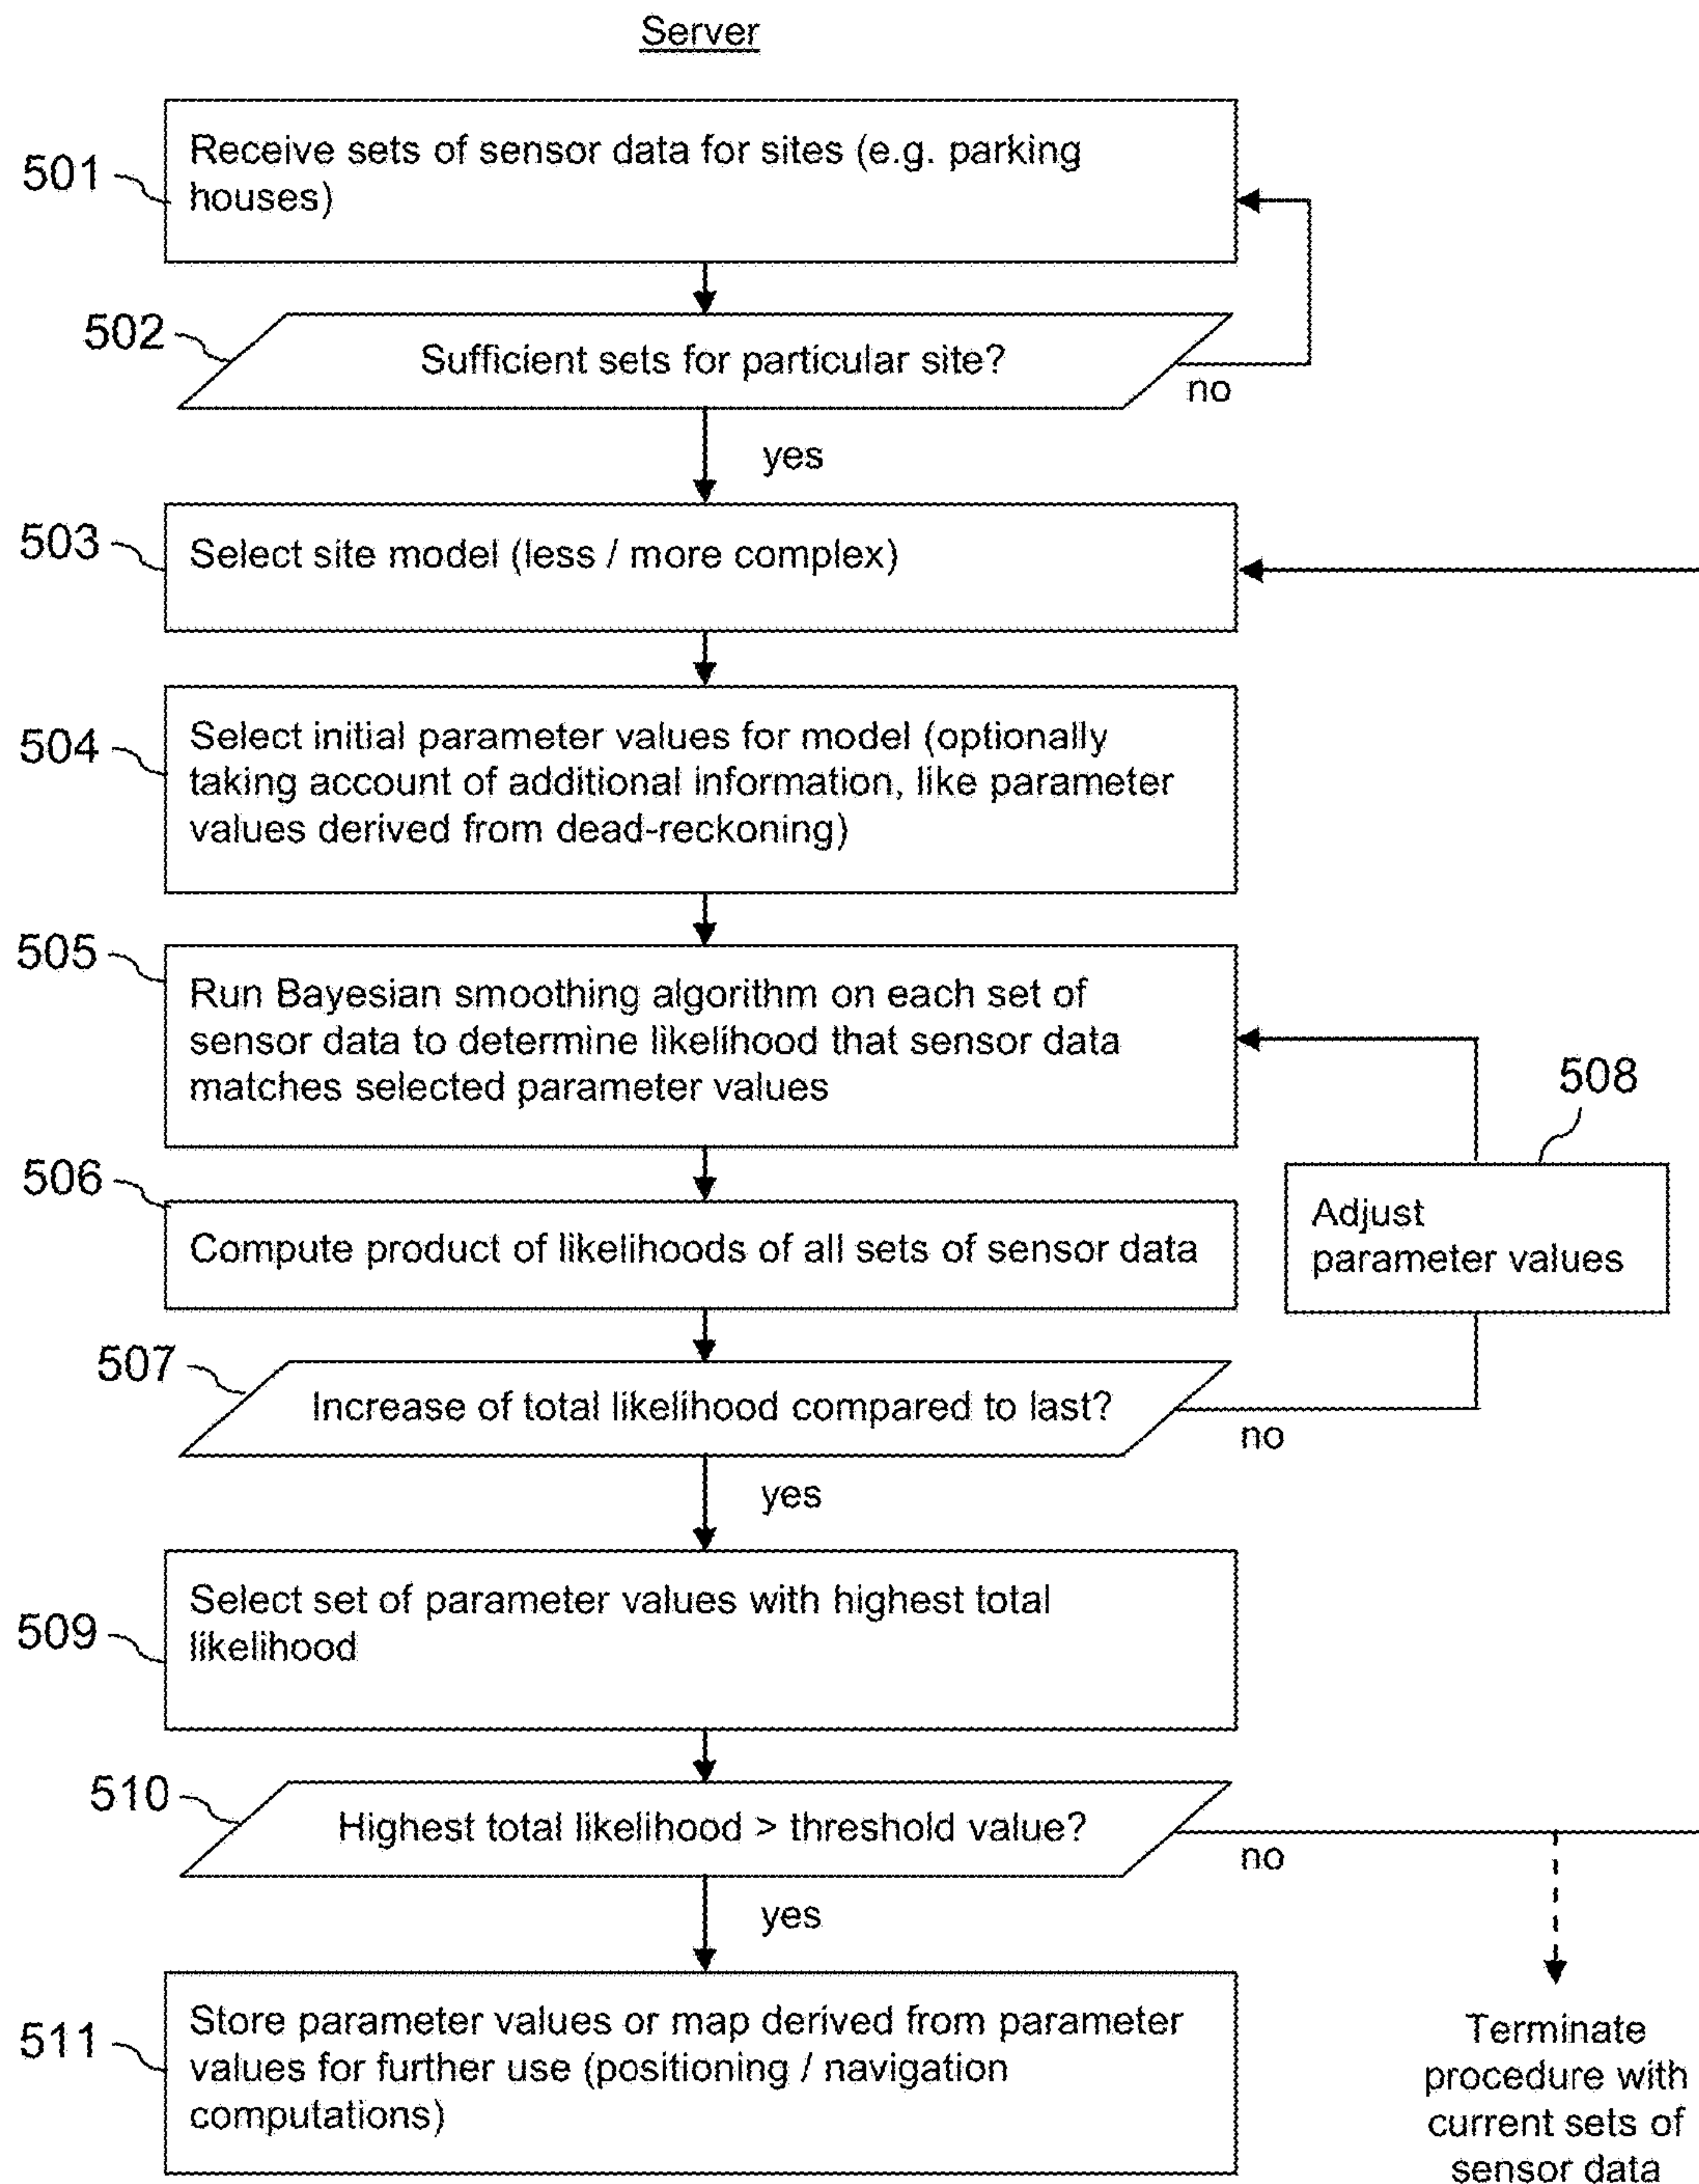 Server
501
Receive sets of sensor data for sites (e.g. parking
houses)
502
Sufficient sets for particular site?
no
yes
503
Select site model (less / more complex)
504
Select initial parameter values for model (optionally
taking account of additional information, like parameter
values derived from dead-reckoning)
505
Run Bayesian smoothing algorithm on each set of
sensor data to determine likelihood that sensor data
matches selected parameter values
508
Adjust
parameter values
506
Compute product of likelihoods of all sets of sensor data
507
Increase of total likelihood compared to last?
no
yes
509
Select set of parameter values with highest total
likelihood
510
Highest total likelihood > threshold value?
no
yes
511
Store parameter values or map derived from parameter
values for further use (positioning / navigation
computations)
Terminate
procedure with
current sets of
sensor data